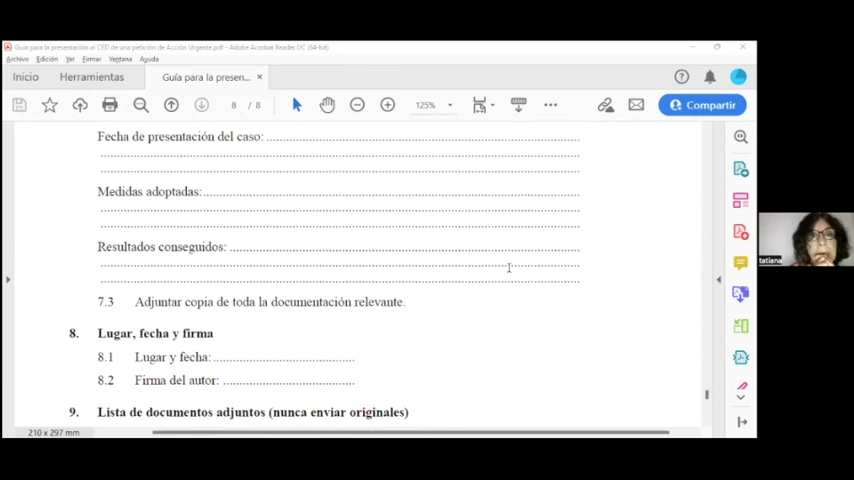 Guía para la presentación al CED de una petición de Acción Urgente.pdf - Adobe Acrobat Reader DC (64-bit)
Archivo Edición Ver Firmar Ventana Ayuda
Inicio Herramientas Guía para la presen... ×
8 / 8 125%
Compartir
Fecha de presentación del caso:
Medidas adoptadas:
Resultados conseguidos:
7.3 Adjuntar copia de toda la documentación relevante.
8. Lugar, fecha y firma
8.1 Lugar y fecha:
8.2 Firma del autor:
9. Lista de documentos adjuntos (nunca enviar originales)
210 x 297 mm
tatiana